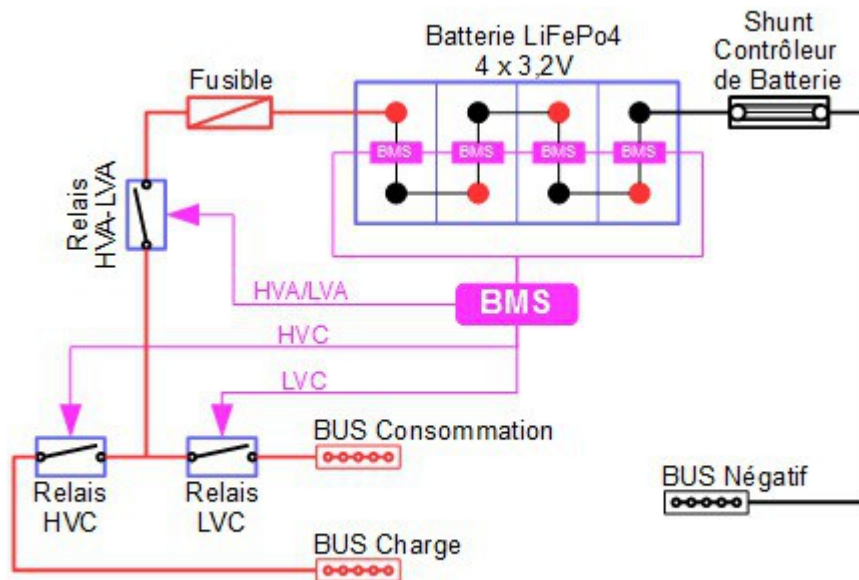 Batterie LiFePo4
4 x 3,2V
Shunt
Contrôleur
de Batterie
Fusible
BMS
BMS
BMS
BMS
Relais
HVA-LVA
HVA/LVA
BMS
HVC
LVC
BUS Consommation
Relais
HVC
Relais
LVC
BUS Négatif
BUS Charge